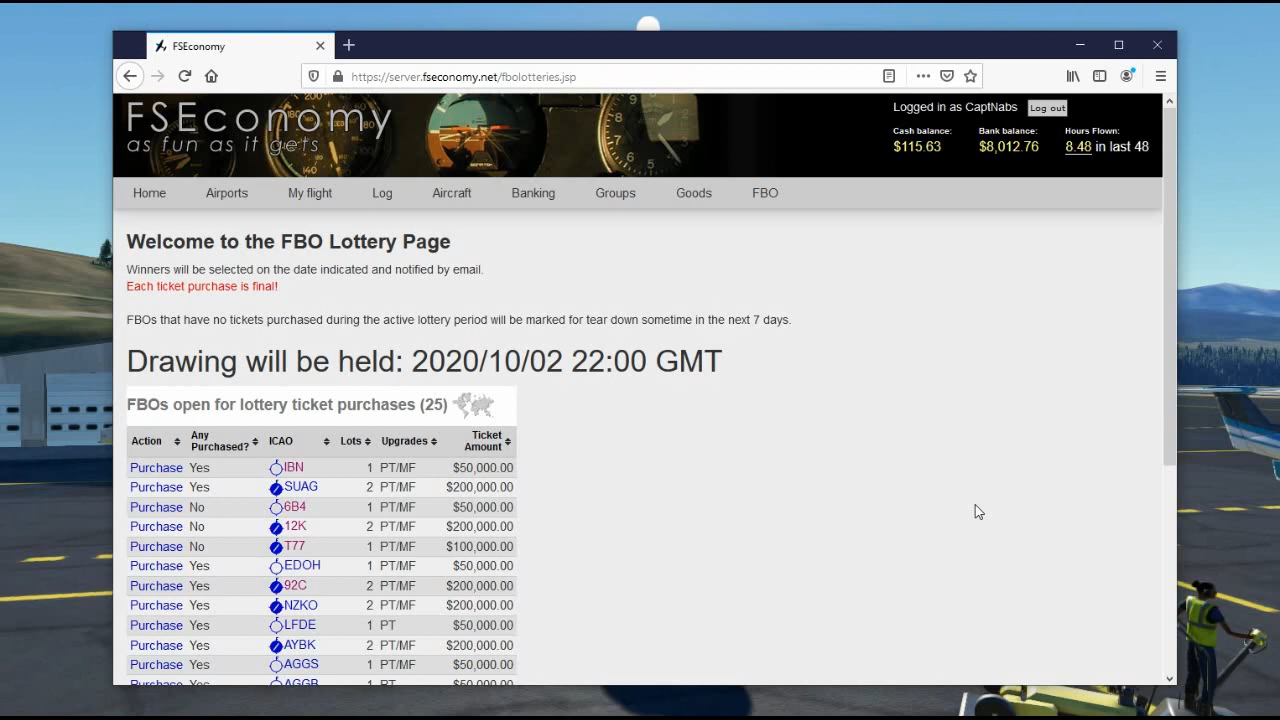 FSEconomy
https://server.fseconomy.net/fbolotteries.jsp
FSEconomy
as fun as it gets
Logged in as CaptNabs Log out
Cash balance: Bank balance: Hours Flown:
$115.63 $8,012.76 8.48 in last 48
Home Airports My flight Log Aircraft Banking Groups Goods FBO
Welcome to the FBO Lottery Page
Winners will be selected on the date indicated and notified by email.
Each ticket purchase is final!
FBOs that have no tickets purchased during the active lottery period will be marked for tear down sometime in the next 7 days.
Drawing will be held: 2020/10/02 22:00 GMT
FBOs open for lottery ticket purchases (25)
Action Any Purchased? ICAO Lots Upgrades Ticket Amount
Purchase Yes IBN 1 PT/MF $50,000.00
Purchase Yes SUAG 2 PT/MF $200,000.00
Purchase No 6B4 1 PT/MF $50,000.00
Purchase No 12K 2 PT/MF $200,000.00
Purchase No T77 1 PT/MF $100,000.00
Purchase Yes EDOH 1 PT/MF $50,000.00
Purchase Yes 92C 2 PT/MF $200,000.00
Purchase Yes NZKO 2 PT/MF $200,000.00
Purchase Yes LFDE 1 PT $50,000.00
Purchase Yes AYBK 2 PT/MF $200,000.00
Purchase Yes AGGS 1 PT/MF $50,000.00
Purchase Yes AGGB 1 PT $50,000.00